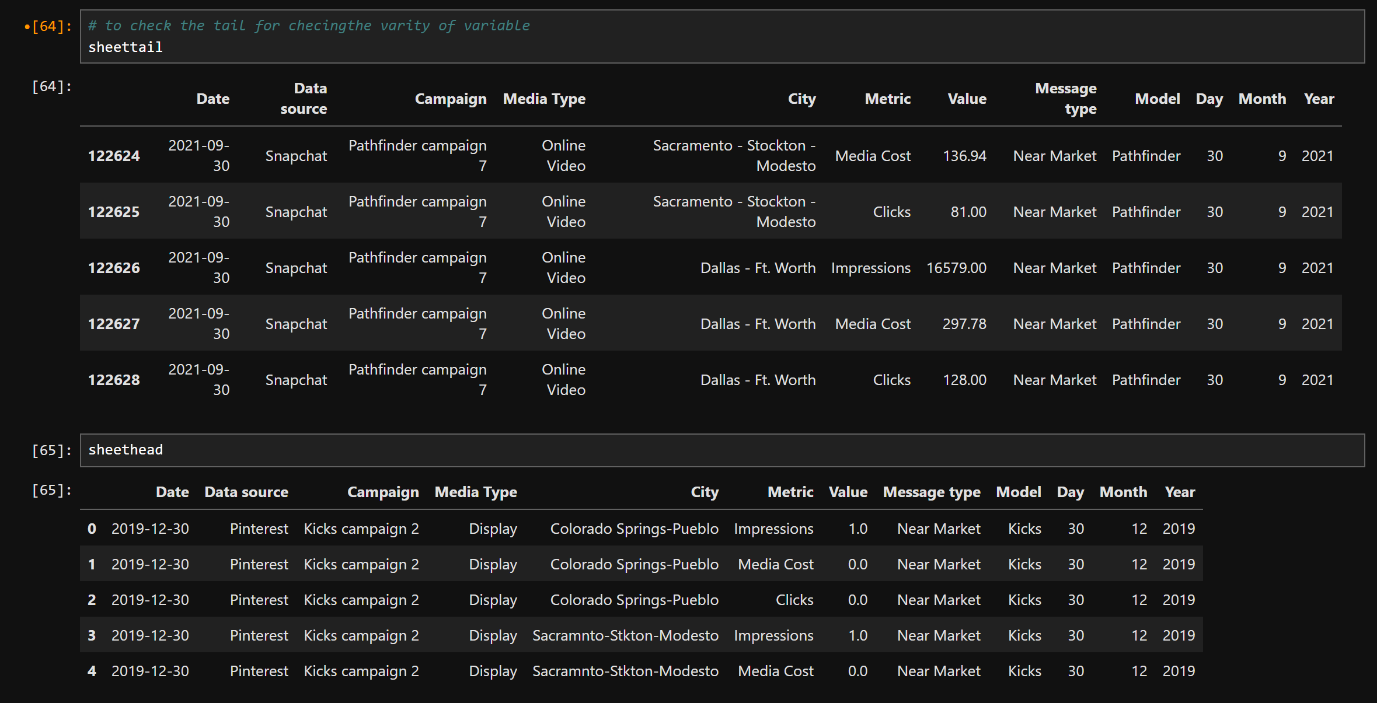 •[64]: # to check the tail for checingthe varity of variable
sheettail
[64]:
Date Data source Campaign Media Type City Metric Value Message type Model Day Month Year
122624 2021-09-30 Snapchat Pathfinder campaign 7 Online Video Sacramento - Stockton - Modesto Media Cost 136.94 Near Market Pathfinder 30 9 2021
122625 2021-09-30 Snapchat Pathfinder campaign 7 Online Video Sacramento - Stockton - Modesto Clicks 81.00 Near Market Pathfinder 30 9 2021
122626 2021-09-30 Snapchat Pathfinder campaign 7 Online Video Dallas - Ft. Worth Impressions 16579.00 Near Market Pathfinder 30 9 2021
122627 2021-09-30 Snapchat Pathfinder campaign 7 Online Video Dallas - Ft. Worth Media Cost 297.78 Near Market Pathfinder 30 9 2021
122628 2021-09-30 Snapchat Pathfinder campaign 7 Online Video Dallas - Ft. Worth Clicks 128.00 Near Market Pathfinder 30 9 2021
[65]: sheethead
[65]:
Date Data source Campaign Media Type City Metric Value Message type Model Day Month Year
0 2019-12-30 Pinterest Kicks campaign 2 Display Colorado Springs-Pueblo Impressions 1.0 Near Market Kicks 30 12 2019
1 2019-12-30 Pinterest Kicks campaign 2 Display Colorado Springs-Pueblo Media Cost 0.0 Near Market Kicks 30 12 2019
2 2019-12-30 Pinterest Kicks campaign 2 Display Colorado Springs-Pueblo Clicks 0.0 Near Market Kicks 30 12 2019
3 2019-12-30 Pinterest Kicks campaign 2 Display Sacramnto-Stkton-Modesto Impressions 1.0 Near Market Kicks 30 12 2019
4 2019-12-30 Pinterest Kicks campaign 2 Display Sacramnto-Stkton-Modesto Media Cost 0.0 Near Market Kicks 30 12 2019